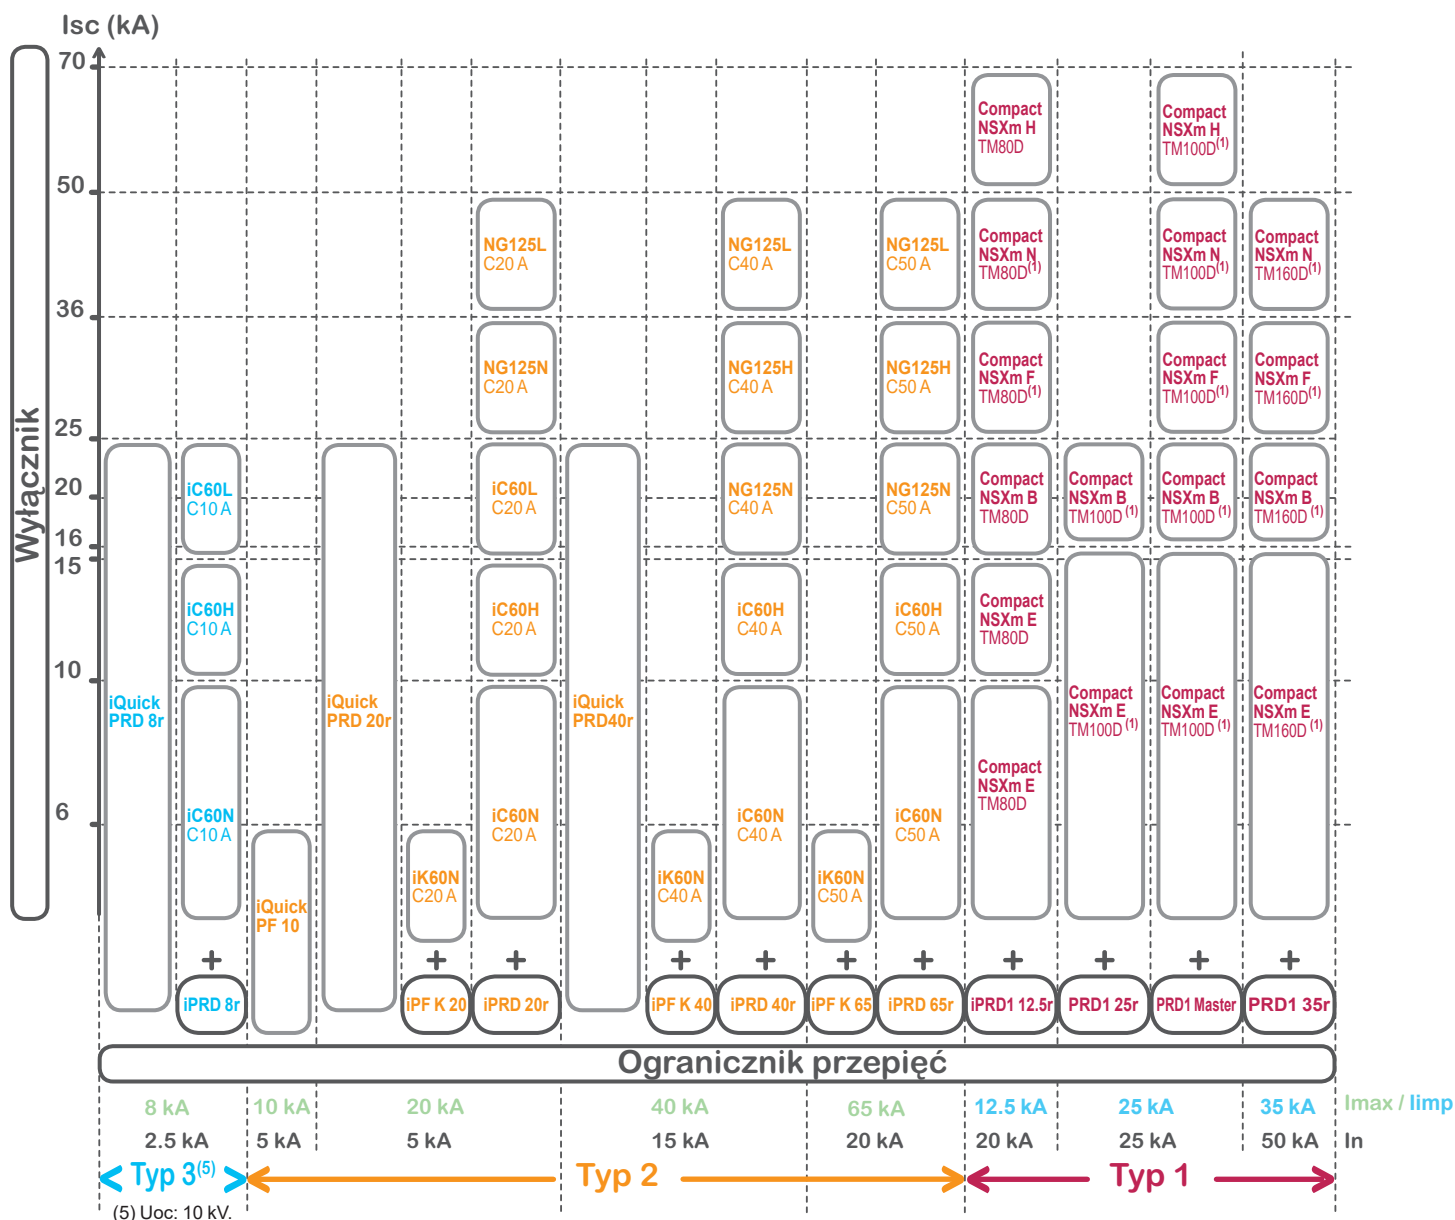 Isc (kA)
Wyłącznik
70
50
36
25
20
16
15
10
6
Compact
NSXm H
TM80D
Compact
NSXm H
TM100D(1)
NG125L
C20 A
NG125L
C40 A
NG125L
C50 A
Compact
NSXm N
TM80D(1)
Compact
NSXm N
TM100D(1)
Compact
NSXm N
TM160D(1)
NG125N
C20 A
NG125H
C40 A
NG125H
C50 A
Compact
NSXm F
TM80D(1)
Compact
NSXm F
TM100D(1)
Compact
NSXm F
TM160D(1)
iC60L
C10 A
iC60L
C20 A
NG125N
C40 A
NG125N
C50 A
Compact
NSXm B
TM80D
Compact
NSXm B
TM100D (1)
Compact
NSXm B
TM100D (1)
Compact
NSXm B
TM160D (1)
iC60H
C10 A
iC60H
C20 A
iC60H
C40 A
iC60H
C50 A
Compact
NSXm E
TM80D
iQuick
PRD 8r
iQuick
PRD 20r
iQuick
PRD40r
Compact
NSXm E
TM100D (1)
Compact
NSXm E
TM100D (1)
Compact
NSXm E
TM160D (1)
iC60N
C10 A
iC60N
C20 A
iC60N
C40 A
iC60N
C50 A
Compact
NSXm E
TM80D
iQuick
PF 10
iK60N
C20 A
iK60N
C40 A
iK60N
C50 A
+ + + + + + + + + + +
iPRD 8r
iPF K 20
iPRD 20r
iPF K 40
iPRD 40r
iPF K 65
iPRD 65r
iPRD1 12.5r
PRD1 25r
PRD1 Master
PRD1 35r
Ogranicznik przepięć
8 kA 10 kA 20 kA 40 kA 65 kA 12.5 kA 25 kA 35 kA Imax / Iimp
2.5 kA 5 kA 5 kA 15 kA 20 kA 20 kA 25 kA 50 kA In
Typ 3(5) Typ 2 Typ 1
(5) Uoc: 10 kV.